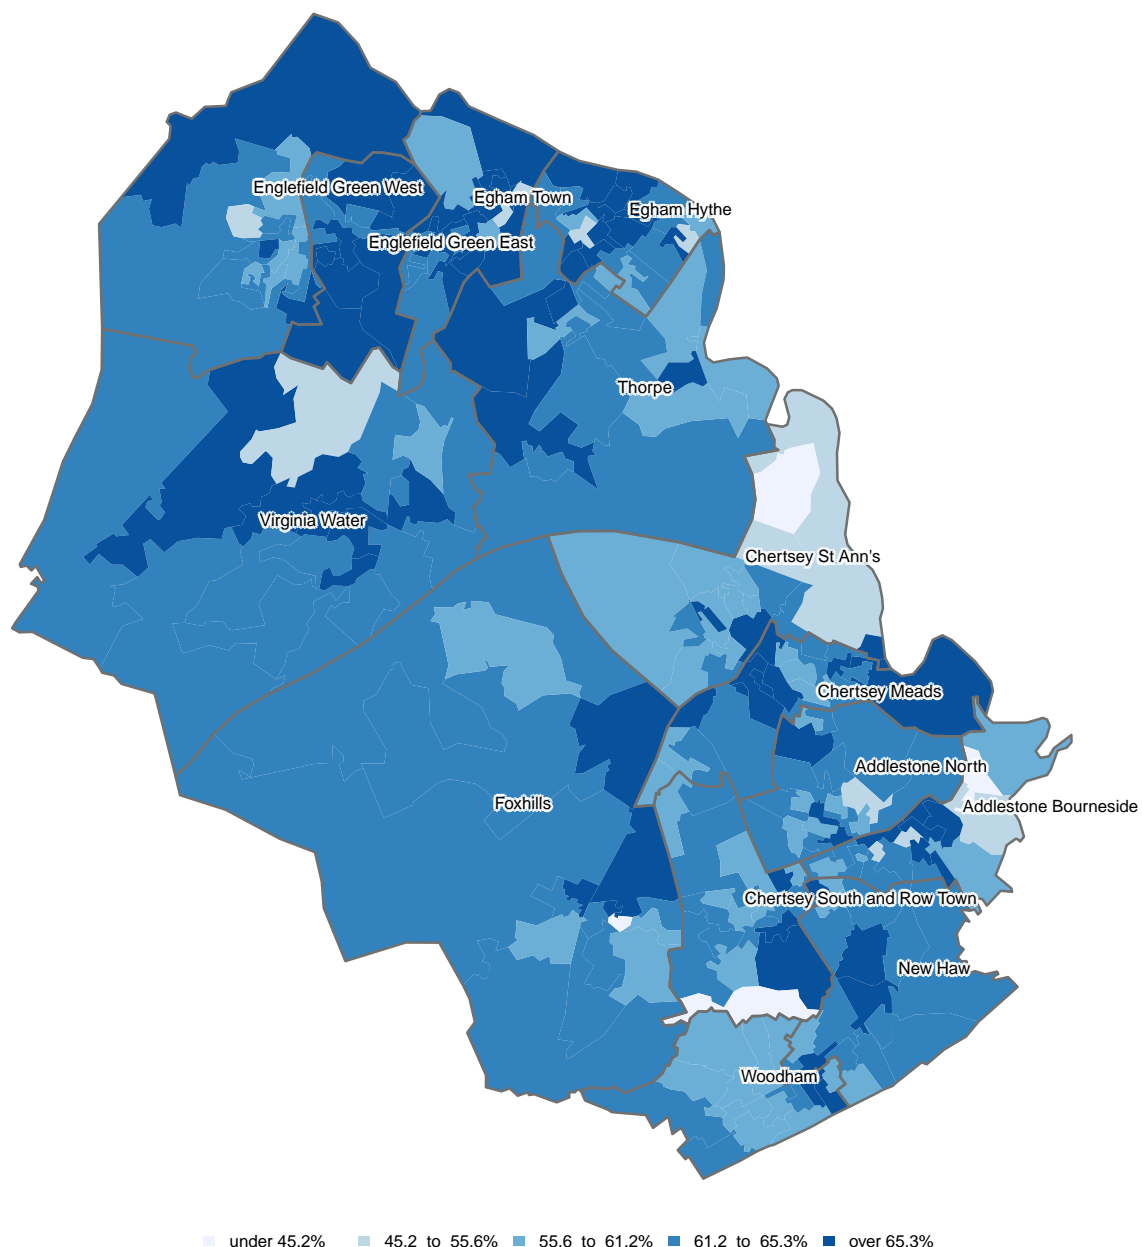 Englefield Green West
Egham Town
Egham Hythe
Englefield Green East
Thorpe
Virginia Water
Chertsey St Ann's
Chertsey Meads
Addlestone North
Foxhills
Addlestone Bourneside
Chertsey South and Row Town
New Haw
Woodham
under 45.2% 45.2 to 55.6% 55.6 to 61.2% 61.2 to 65.3% over 65.3%